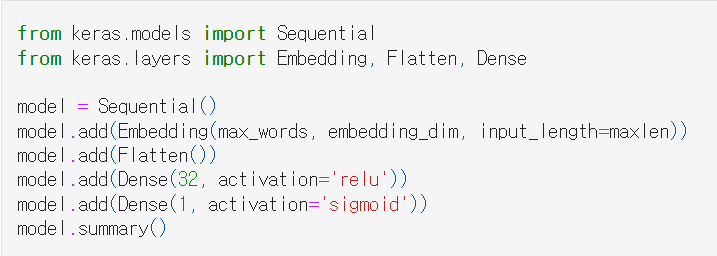 from keras.models import Sequential
from keras.layers import Embedding, Flatten, Dense
model = Sequential()
model.add(Embedding(max_words, embedding_dim, input_length=maxlen))
model.add(Flatten())
model.add(Dense(32, activation='relu'))
model.add(Dense(1, activation='sigmoid'))
model.summary()